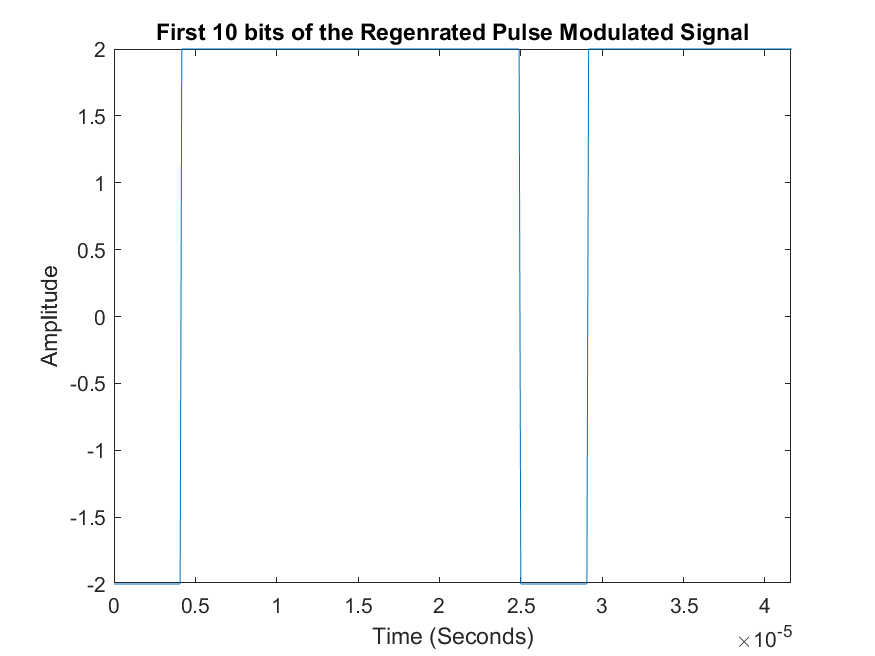 First 10 bits of the Regenrated Pulse Modulated Signal
2
1.5
1
0.5
0
-0.5
-1
-1.5
-2
Amplitude
0 0.5 1 1.5 2 2.5 3 3.5 4
Time (Seconds)
×10-5